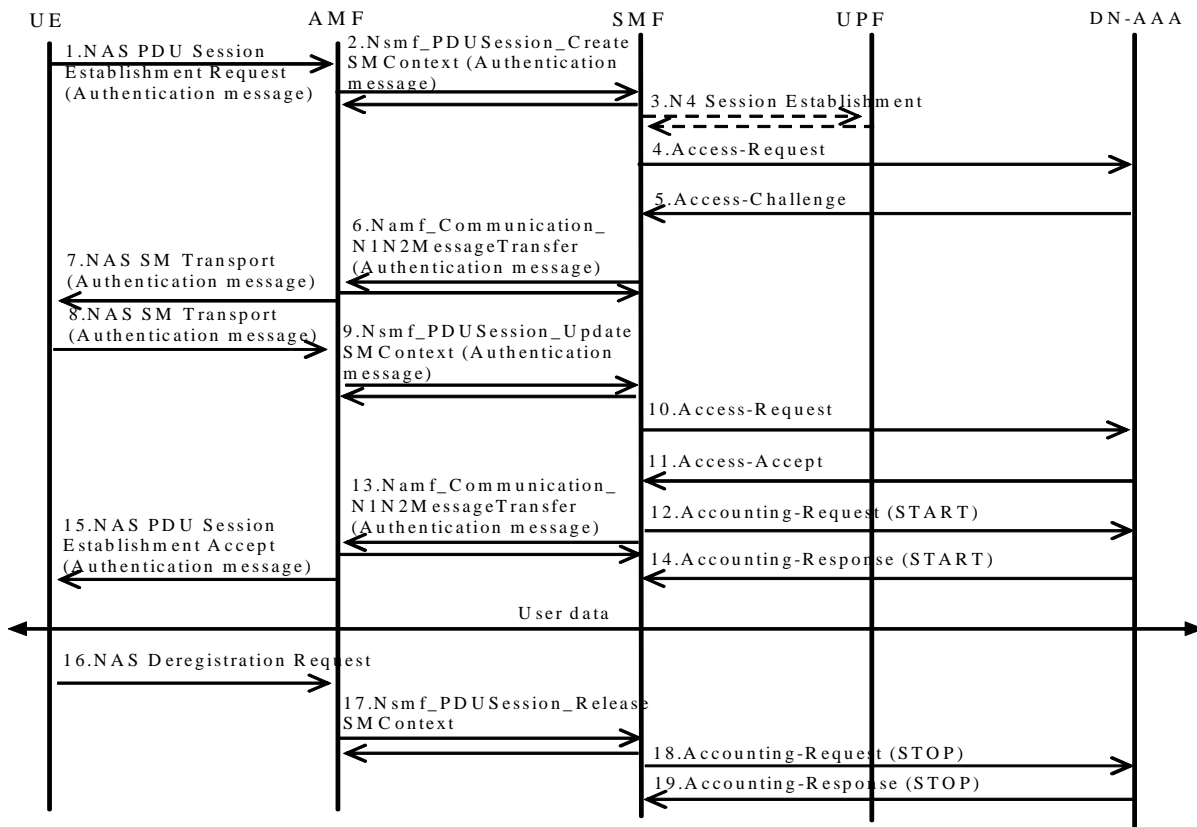 UE
AMF
SMF
UPF
DN-AAA
1.NAS PDU Session
Establishment Request
(Authentication message)
2.Nsmf_PDUSession_Create
SMContext (Authentication
message)
3.N4 Session Establishment
4.Access-Request
5.Access-Challenge
6.Namf_Communication_
N1N2MessageTransfer
(Authentication message)
7.NAS SM Transport
(Authentication message)
8.NAS SM Transport
(Authentication message)
9.Nsmf_PDUSession_Update
SMContext (Authentication
message)
10.Access-Request
11.Access-Accept
13.Namf_Communication_
N1N2MessageTransfer
(Authentication message)
12.Accounting-Request (START)
15.NAS PDU Session
Establishment Accept
(Authentication message)
14.Accounting-Response (START)
User data
16.NAS Deregistration Request
17.Nsmf_PDUSession_Release
SMContext
18.Accounting-Request (STOP)
19.Accounting-Response (STOP)